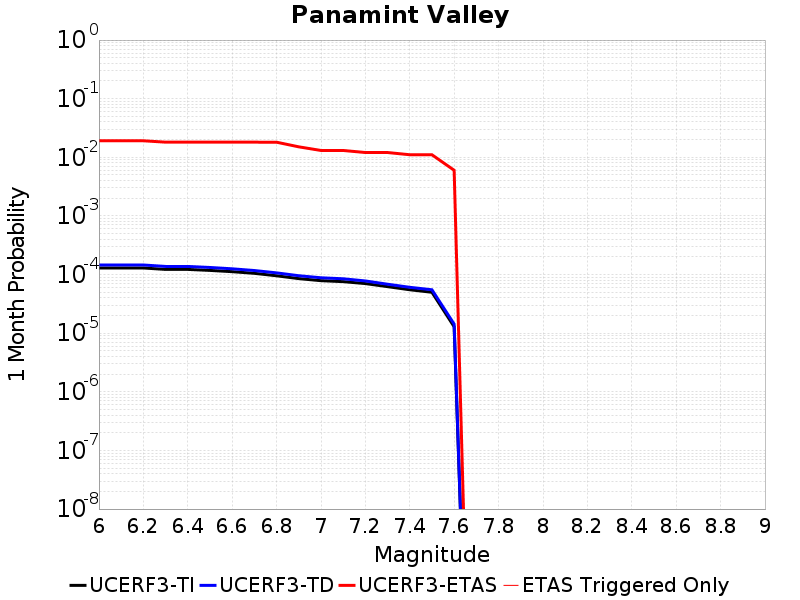 Panamint Valley
1 Month Probability
10^0
10^-1
10^-2
10^-3
10^-4
10^-5
10^-6
10^-7
10^-8
6 6.2 6.4 6.6 6.8 7 7.2 7.4 7.6 7.8 8 8.2 8.4 8.6 8.8 9
Magnitude
UCERF3-TI UCERF3-TD UCERF3-ETAS ETAS Triggered Only